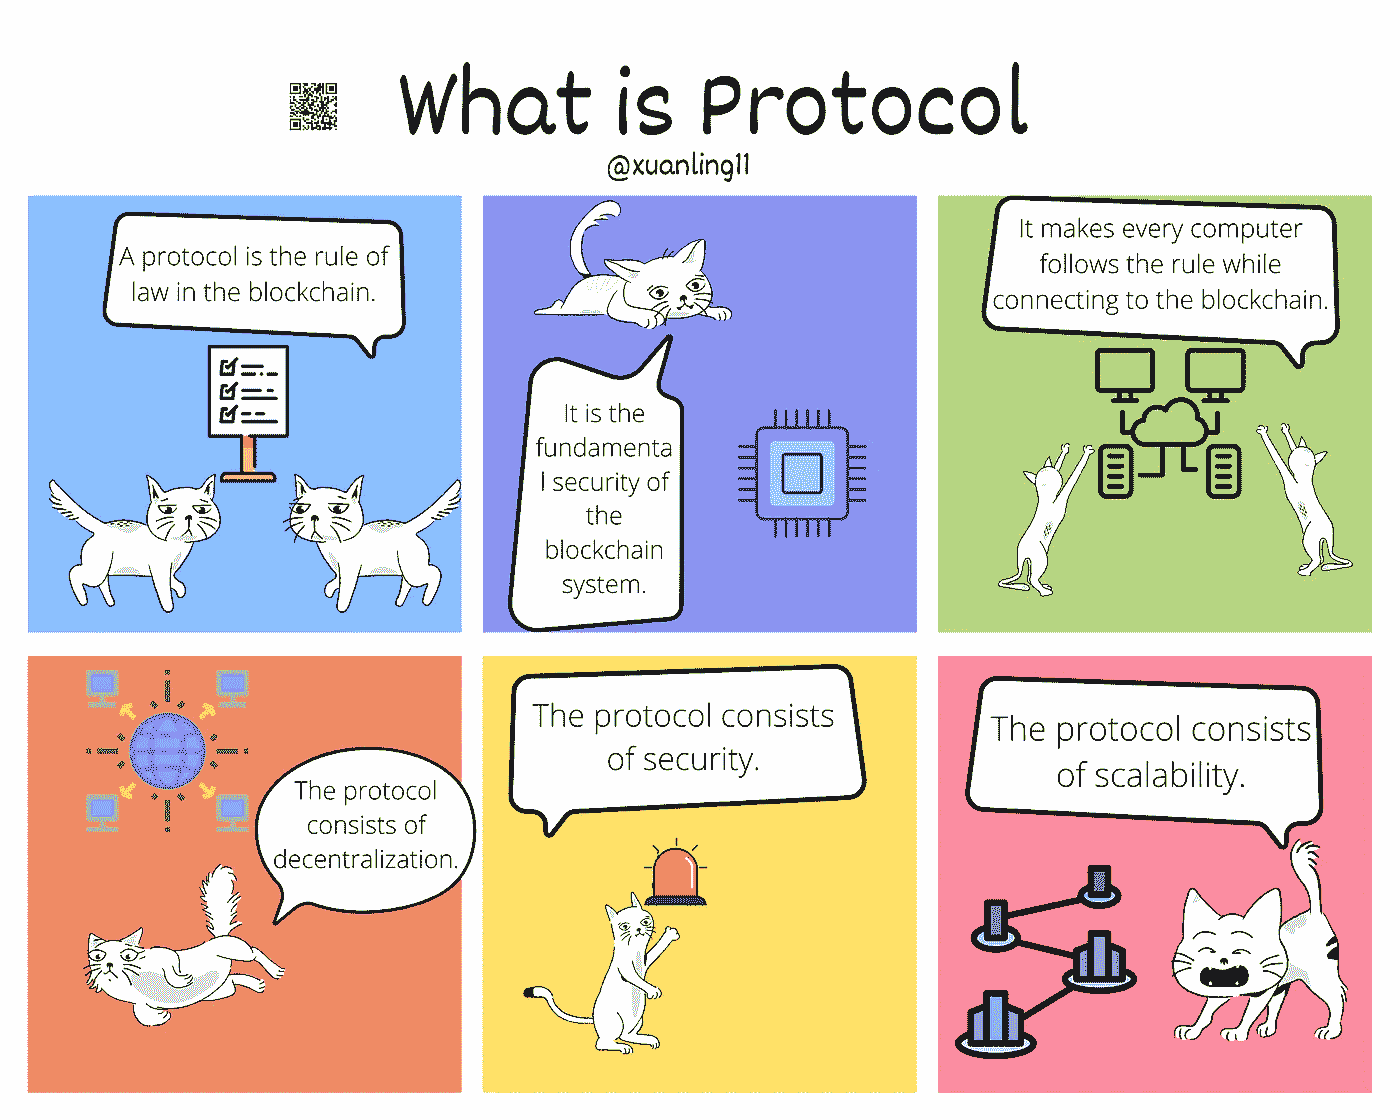 What is Protocol
@xuanling11
A protocol is the rule of
law in the blockchain.
It is the
fundamenta
l security of
the
blockchain
system.
It makes every computer
follows the rule while
connecting to the blockchain.
The protocol
consists of
decentralization.
The protocol consists
of security.
The protocol consists
of scalability.